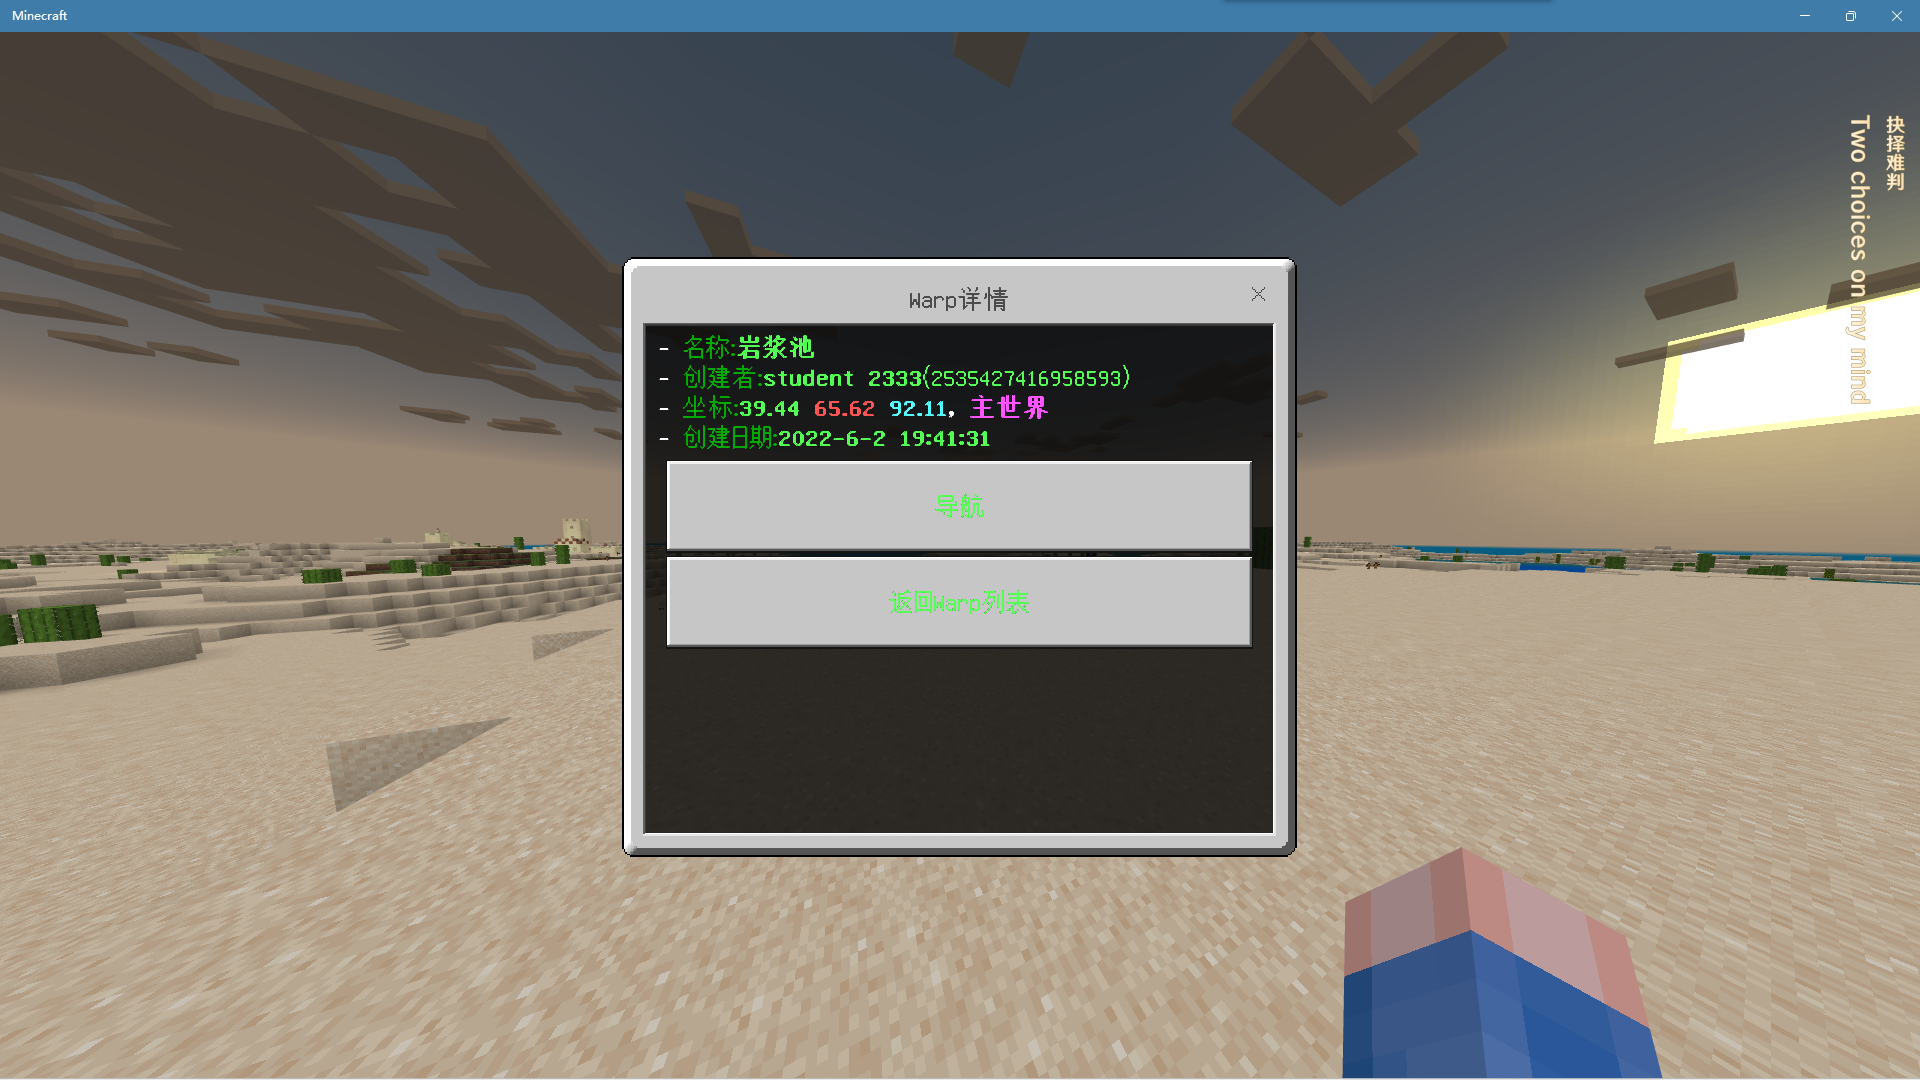 Minecraft
Warp详情
- 名称:岩浆池
- 创建者:student 2333(2535427416958593)
- 坐标:39.44 65.62 92.11, 主世界
- 创建日期:2022-6-2 19:41:31
导航
返回Warp列表
抉择难判
Two choices on my mind